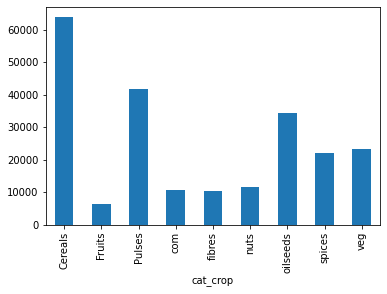 60000
50000
40000
30000
20000
10000
0
Cereals
Fruits
Pulses
com
fibres
nuts
oilseeds
spices
veg
cat_crop